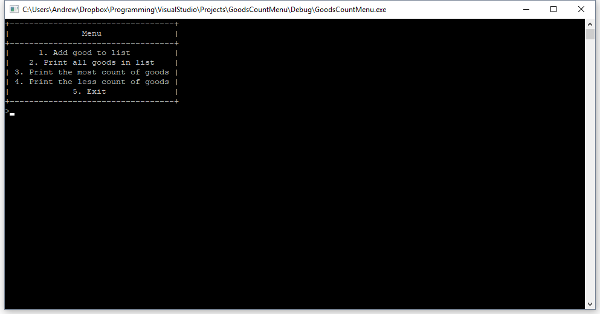 C:\Users\Andrew\Dropbox\Programming\VisualStudio\Projects\GoodsCountMenu\Debug\GoodsCountMenu.exe
+----------------------------------+
| Menu |
+----------------------------------+
| 1. Add good to list |
| 2. Print all goods in list |
| 3. Print the most count of goods |
| 4. Print the less count of goods |
| 5. Exit |
+----------------------------------+
>_